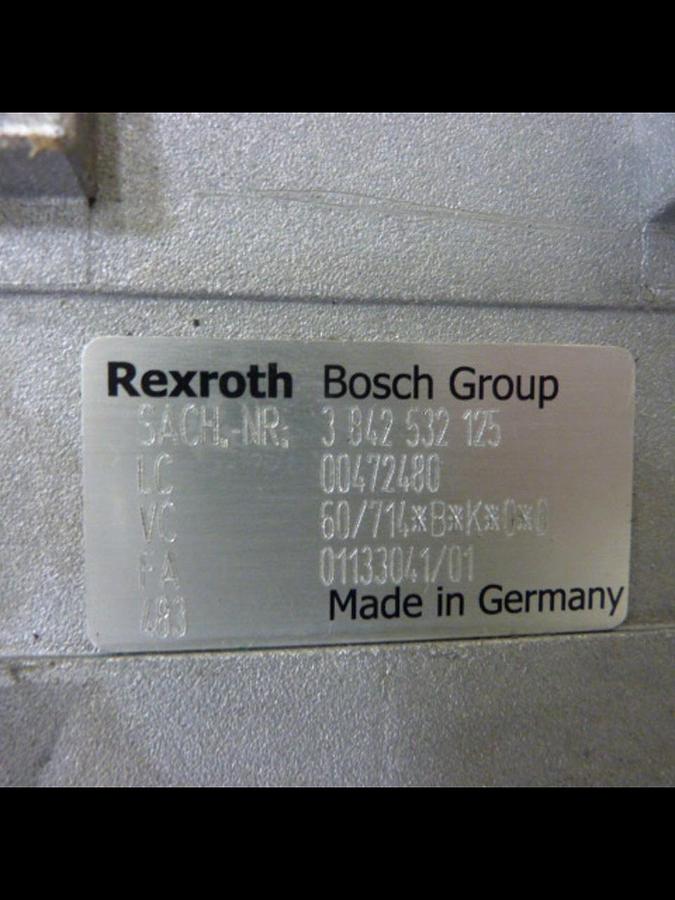 Rexroth Bosch Group
SACH.-NR: 3 842 532 125
LC 00472480
VC 60/714*B*K*0*0
FA 01133041/01
483
Made in Germany